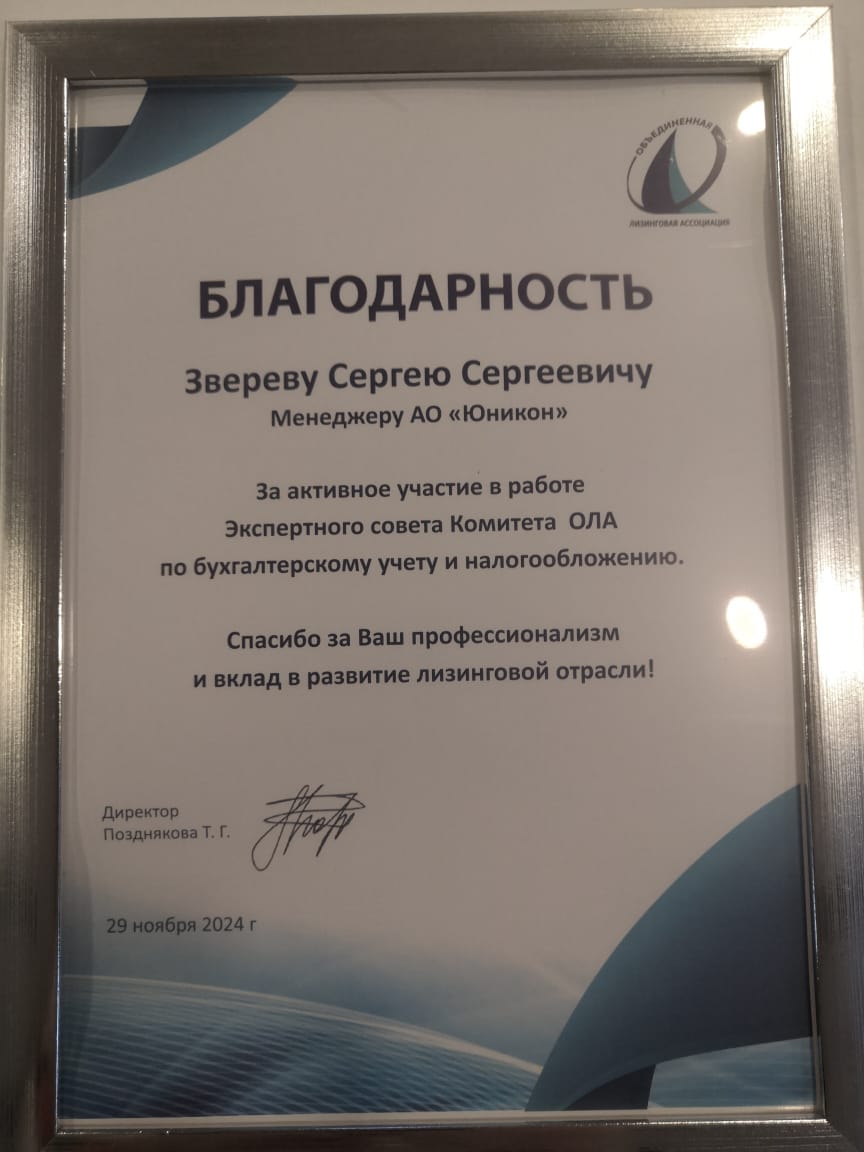 ОБЪЕДИНЕННАЯ
ЛИЗИНГОВАЯ АССОЦИАЦИЯ
БЛАГОДАРНОСТЬ
Звереву Сергею Сергеевичу
Менеджеру АО «Юникон»
За активное участие в работе
Экспертного совета Комитета ОЛА
по бухгалтерскому учету и налогообложению.
Спасибо за Ваш профессионализм
и вклад в развитие лизинговой отрасли!
Директор
Позднякова Т. Г.
29 ноября 2024 г